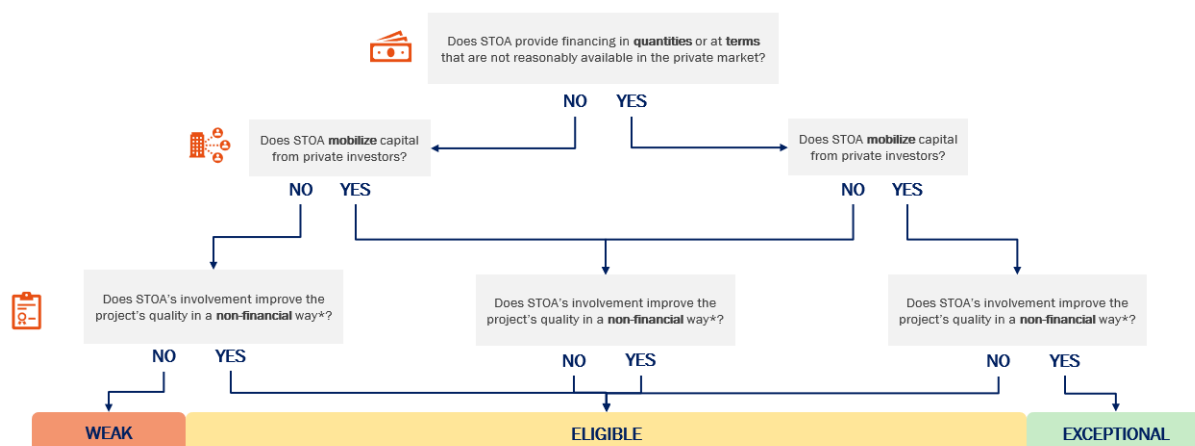 Does STOA provide financing in quantities or at terms
that are not reasonably available in the private market?
NO YES
Does STOA mobilize capital
from private investors?
Does STOA mobilize capital
from private investors?
NO YES
NO YES
Does STOA's involvement improve the
project's quality in a non-financial way*?
Does STOA's involvement improve the
project's quality in a non-financial way*?
Does STOA's involvement improve the
project's quality in a non-financial way*?
NO YES
NO YES
NO YES
WEAK
ELIGIBLE
EXCEPTIONAL